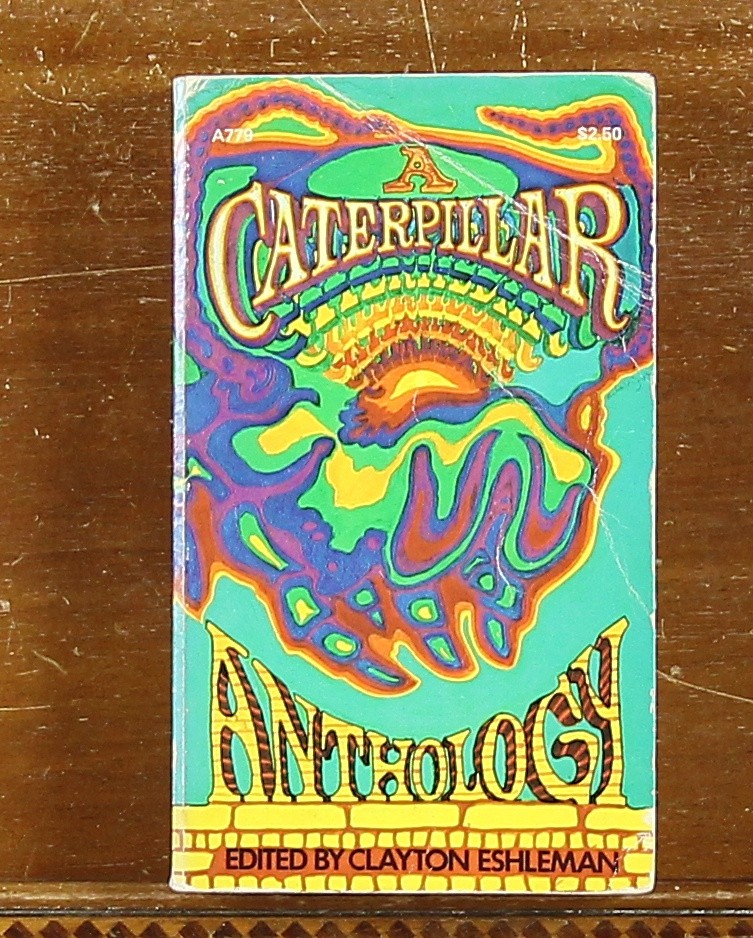 A779 $2.50
A
CATERPILLAR
ANTHOLOGY
EDITED BY CLAYTON ESHLEMAN